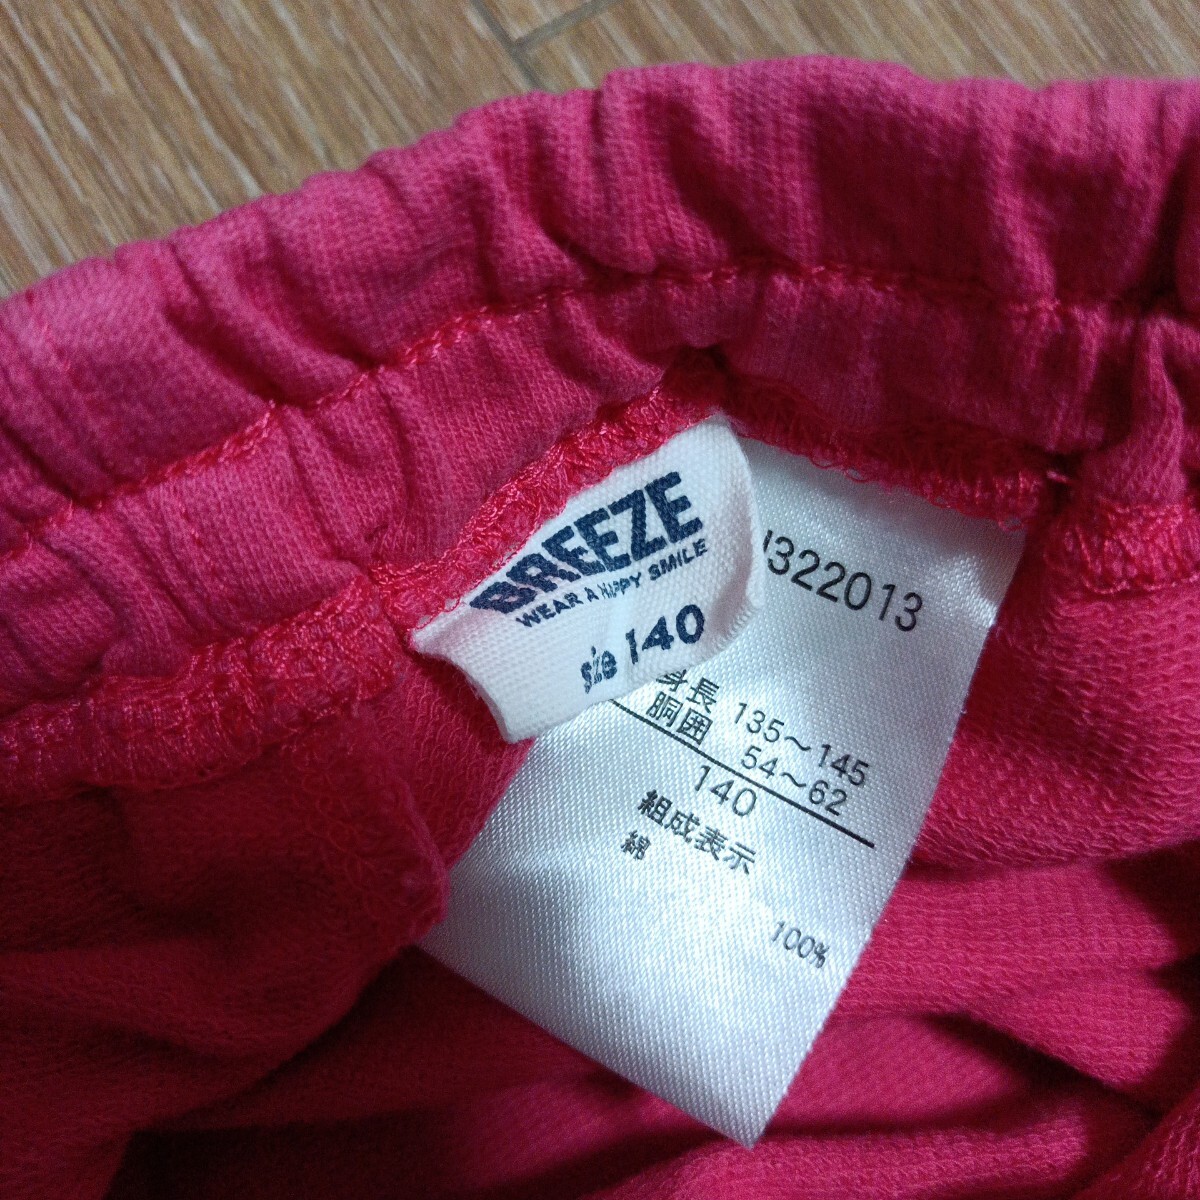 BREEZE
WEAR A HAPPY SMILE
size 140
J322013
身長 135～145
胴囲 54～62
140
組成表示
綿 100%